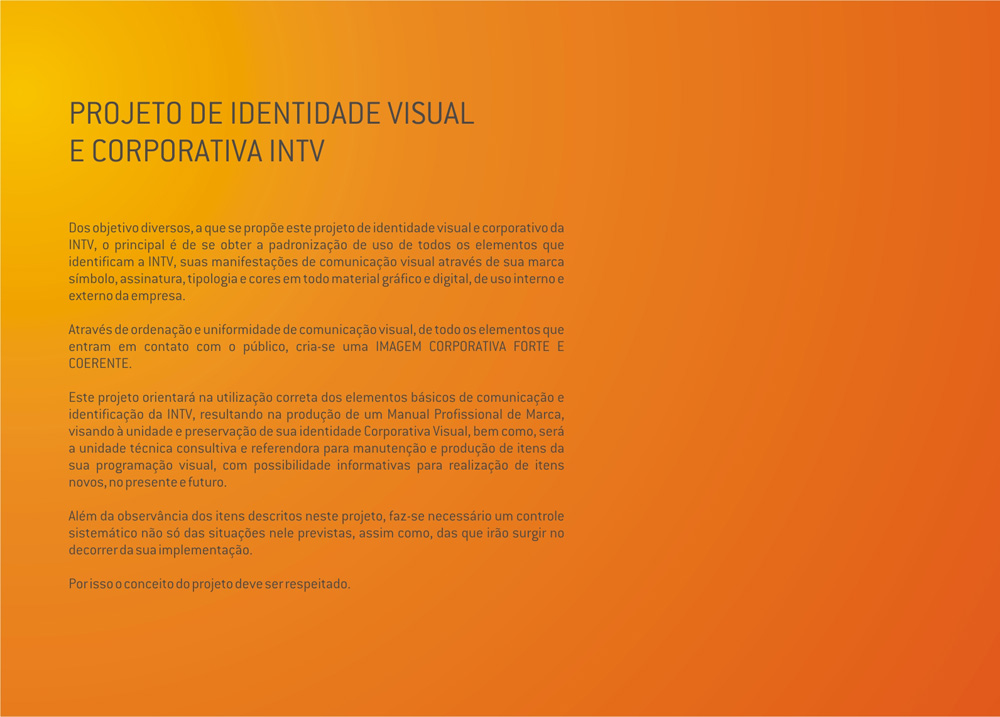 PROJETO DE IDENTIDADE VISUAL
E CORPORATIVA INTV
Dos objetivo diversos, a que se propõe este projeto de identidade visual e corporativo da
INTV, o principal é de se obter a padronização de uso de todos os elementos que
identificam a INTV, suas manifestações de comunicação visual através de sua marca
símbolo, assinatura, tipologia e cores em todo material gráfico e digital, de uso interno e
externo da empresa.
Através de ordenação e uniformidade de comunicação visual, de todo os elementos que
entram em contato com o público, cria-se uma IMAGEM CORPORATIVA FORTE E
COERENTE.
Este projeto orientará na utilização correta dos elementos básicos de comunicação e
identificação da INTV, resultando na produção de um Manual Profissional de Marca,
visando à unidade e preservação de sua identidade Corporativa Visual, bem como, será
a unidade técnica consultiva e referendora para manutenção e produção de itens da
sua programação visual, com possibilidade informativas para realização de itens
novos, no presente e futuro.
Além da observância dos itens descritos neste projeto, faz-se necessário um controle
sistemático não só das situações nele previstas, assim como, das que irão surgir no
decorrer da sua implementação.
Por isso o conceito do projeto deve ser respeitado.